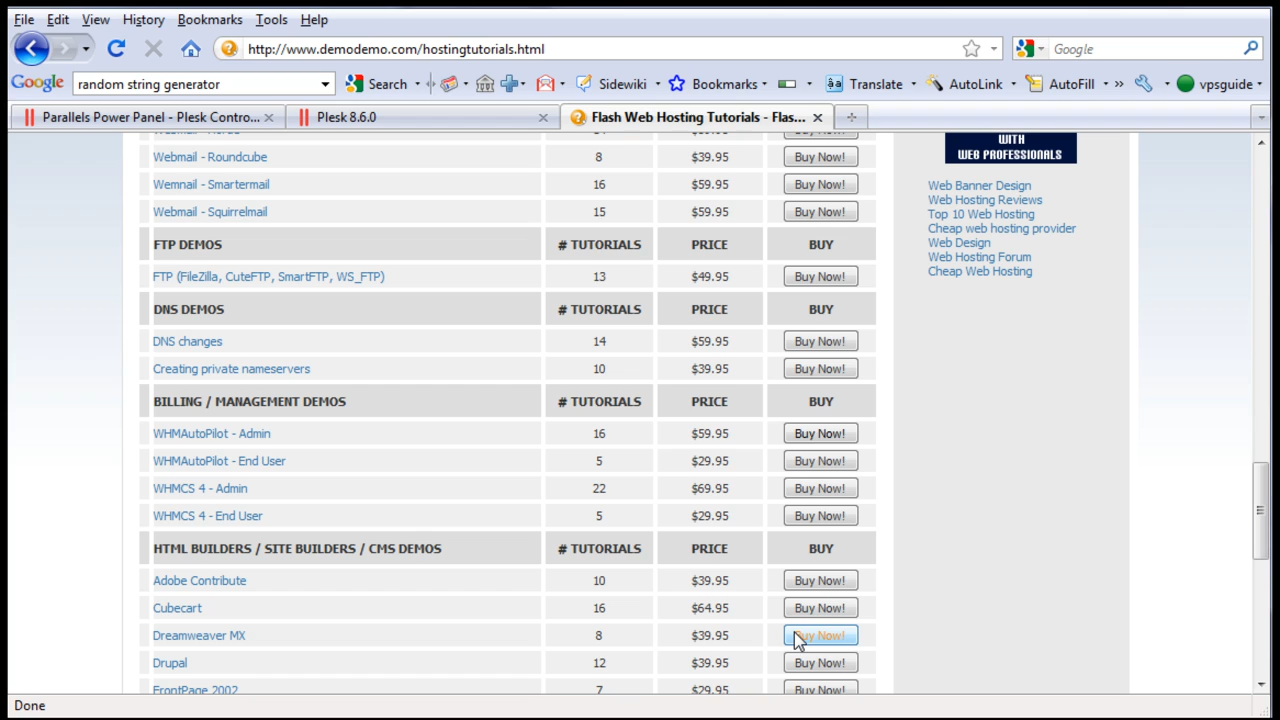 File Edit View History Bookmarks Tools Help
http://www.demodemo.com/hostingtutorials.html Google
Google random string generator Search Sidewiki Bookmarks Translate AutoLink AutoFill » vpsguide
Parallels Power Panel - Plesk Contro... Plesk 8.6.0 Flash Web Hosting Tutorials - Flas...
WITH
WEB PROFESSIONALS
Webmail - Roundcube 8 $39.95 Buy Now!
Wemnail - Smartermail 16 $59.95 Buy Now!
Webmail - Squirrelmail 15 $59.95 Buy Now!
FTP DEMOS # TUTORIALS PRICE BUY
FTP (FileZilla, CuteFTP, SmartFTP, WS_FTP) 13 $49.95 Buy Now!
DNS DEMOS # TUTORIALS PRICE BUY
DNS changes 14 $59.95 Buy Now!
Creating private nameservers 10 $39.95 Buy Now!
BILLING / MANAGEMENT DEMOS # TUTORIALS PRICE BUY
WHMAutoPilot - Admin 16 $59.95 Buy Now!
WHMAutoPilot - End User 5 $29.95 Buy Now!
WHMCS 4 - Admin 22 $69.95 Buy Now!
WHMCS 4 - End User 5 $29.95 Buy Now!
HTML BUILDERS / SITE BUILDERS / CMS DEMOS # TUTORIALS PRICE BUY
Adobe Contribute 10 $39.95 Buy Now!
Cubecart 16 $64.95 Buy Now!
Dreamweaver MX 8 $39.95 Buy Now!
Drupal 12 $39.95 Buy Now!
FrontPage 2002 7 $29.95 Buy Now!
Web Banner Design
Web Hosting Reviews
Top 10 Web Hosting
Cheap web hosting provider
Web Design
Web Hosting Forum
Cheap Web Hosting
Done